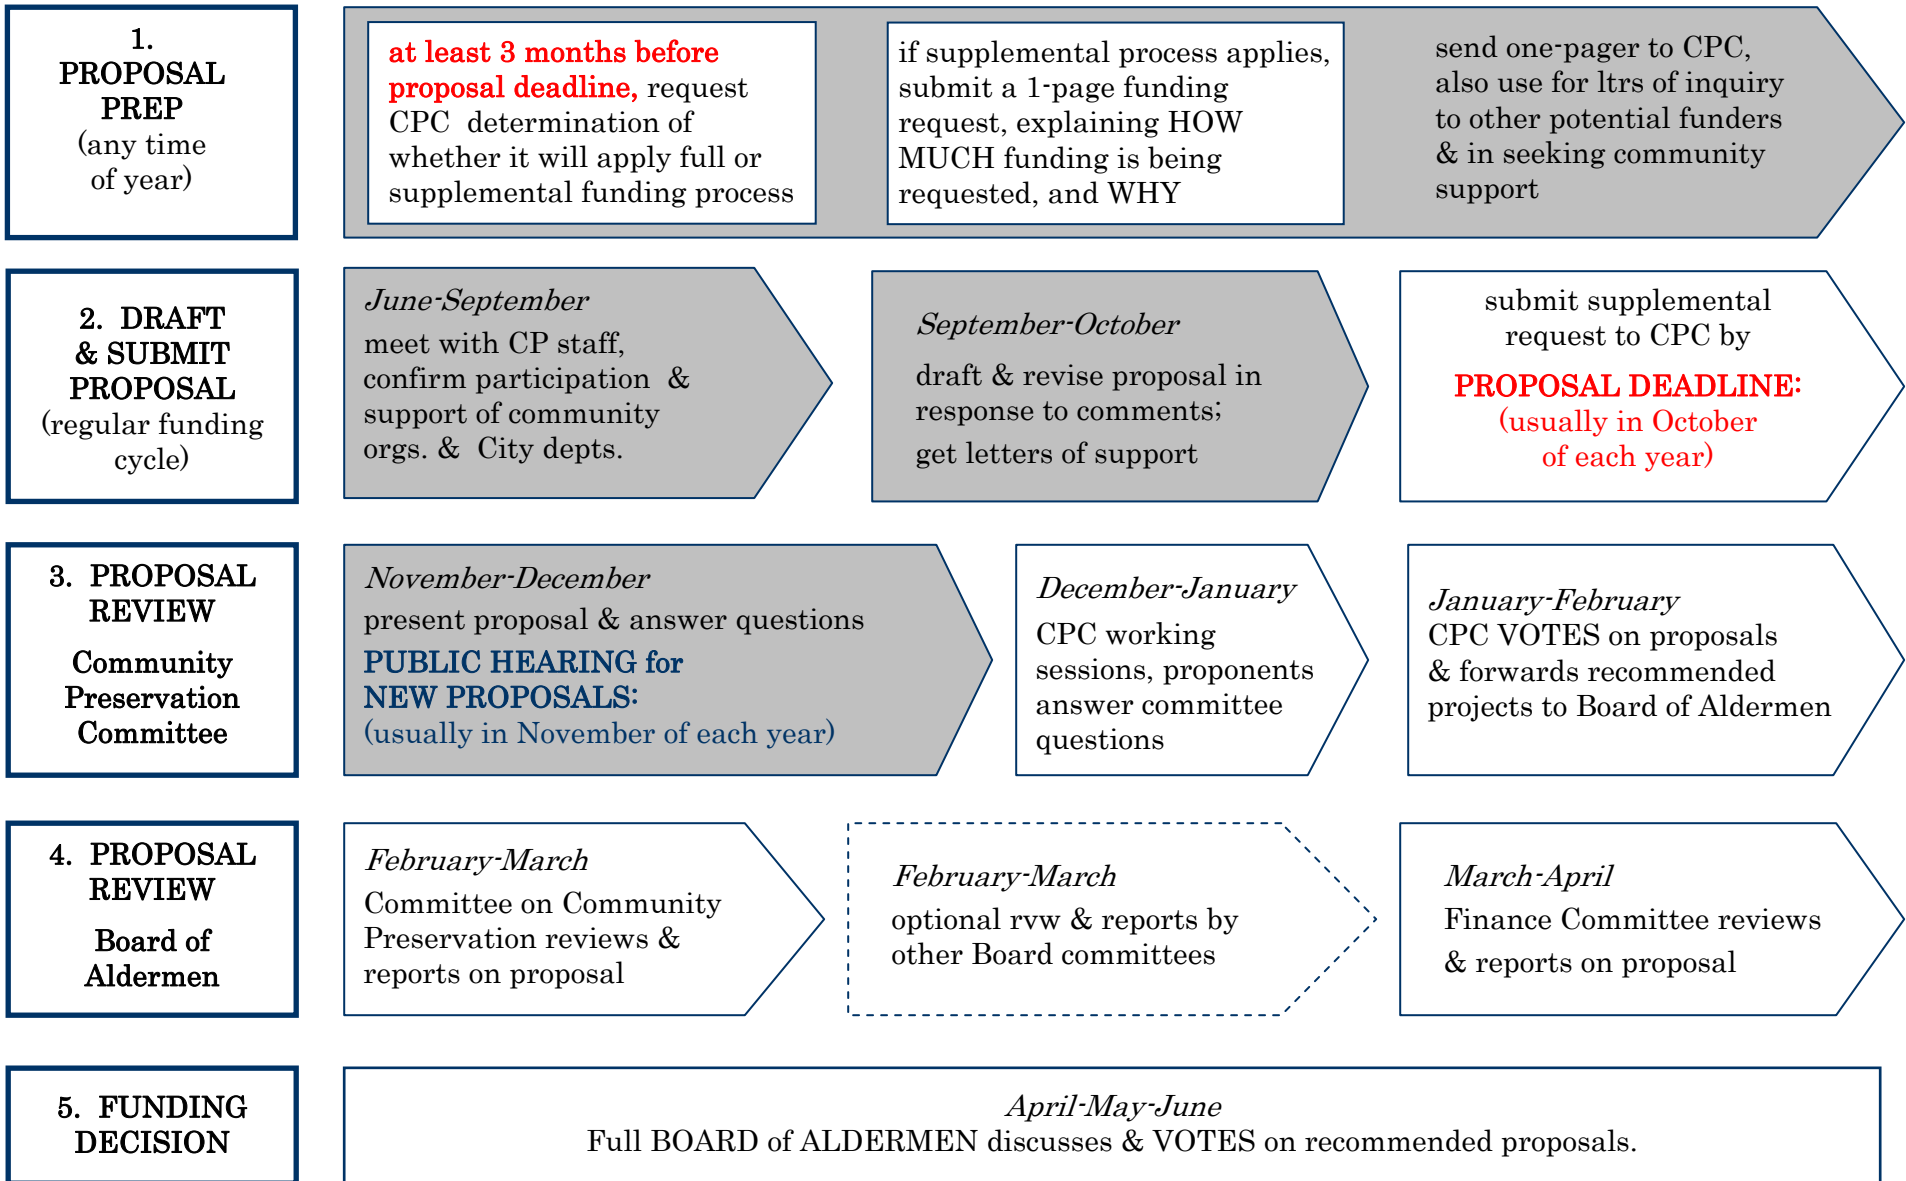 1.
PROPOSAL
PREP
(any time
of year)
at least 3 months before
proposal deadline, request
CPC determination of
whether it will apply full or
supplemental funding process
if supplemental process applies,
submit a 1-page funding
request, explaining HOW
MUCH funding is being
requested, and WHY
send one-pager to CPC,
also use for ltrs of inquiry
to other potential funders
& in seeking community
support
2. DRAFT
& SUBMIT
PROPOSAL
(regular funding
cycle)
June-September
meet with CP staff,
confirm participation &
support of community
orgs. & City depts.
September-October
draft & revise proposal in
response to comments;
get letters of support
submit supplemental
request to CPC by
PROPOSAL DEADLINE:
(usually in October
of each year)
3. PROPOSAL
REVIEW
Community
Preservation
Committee
November-December
present proposal & answer questions
PUBLIC HEARING for
NEW PROPOSALS:
(usually in November of each year)
December-January
CPC working
sessions, proponents
answer committee
questions
January-February
CPC VOTES on proposals
& forwards recommended
projects to Board of Aldermen
4. PROPOSAL
REVIEW
Board of
Aldermen
February-March
Committee on Community
Preservation reviews &
reports on proposal
February-March
optional rvw & reports by
other Board committees
March-April
Finance Committee reviews
& reports on proposal
5. FUNDING
DECISION
April-May-June
Full BOARD of ALDERMEN discusses & VOTES on recommended proposals.